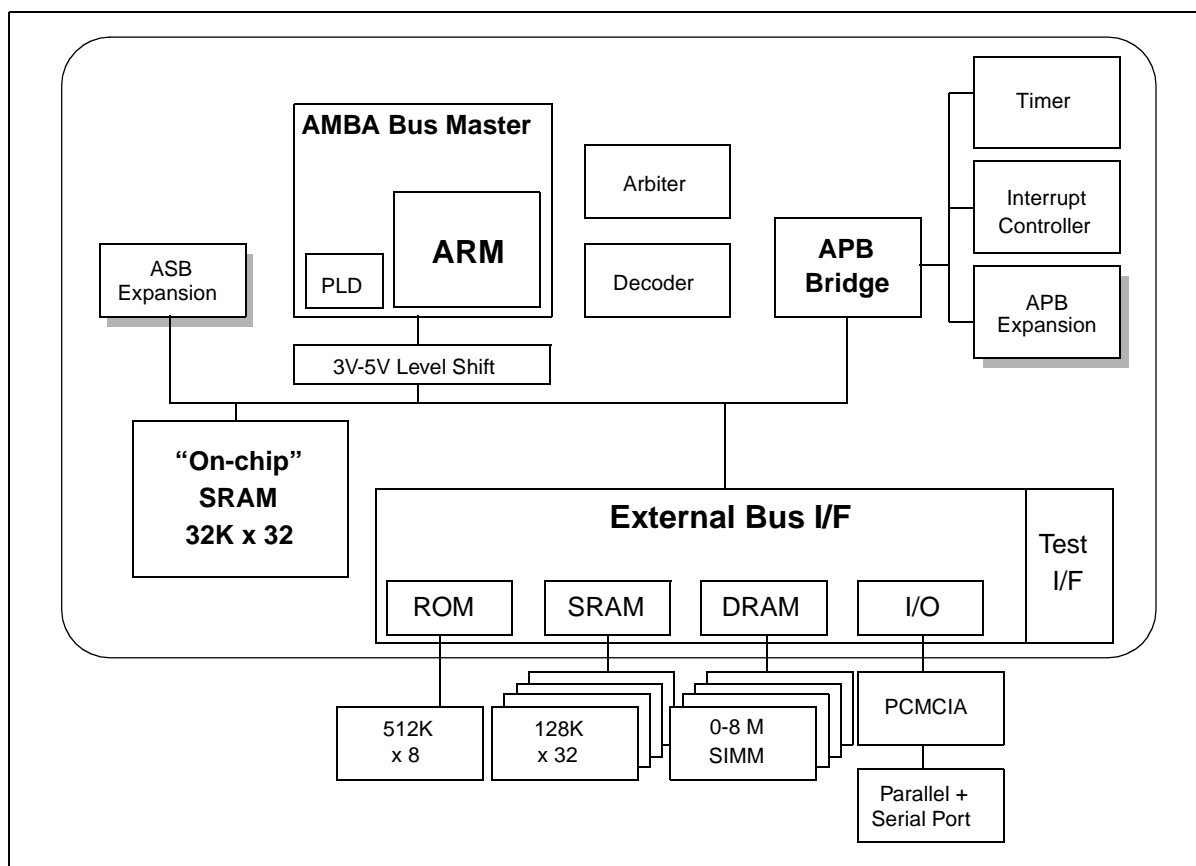 Timer
AMBA Bus Master
Arbiter
Interrupt
Controller
ARM
APB
Bridge
ASB
Expansion
PLD
Decoder
APB
Expansion
3V-5V Level Shift
“On-chip”
SRAM
32K x 32
External Bus I/F
Test
I/F
ROM
SRAM
DRAM
I/O
512K
x 8
128K
x 32
0-8 M
SIMM
PCMCIA
Parallel +
Serial Port